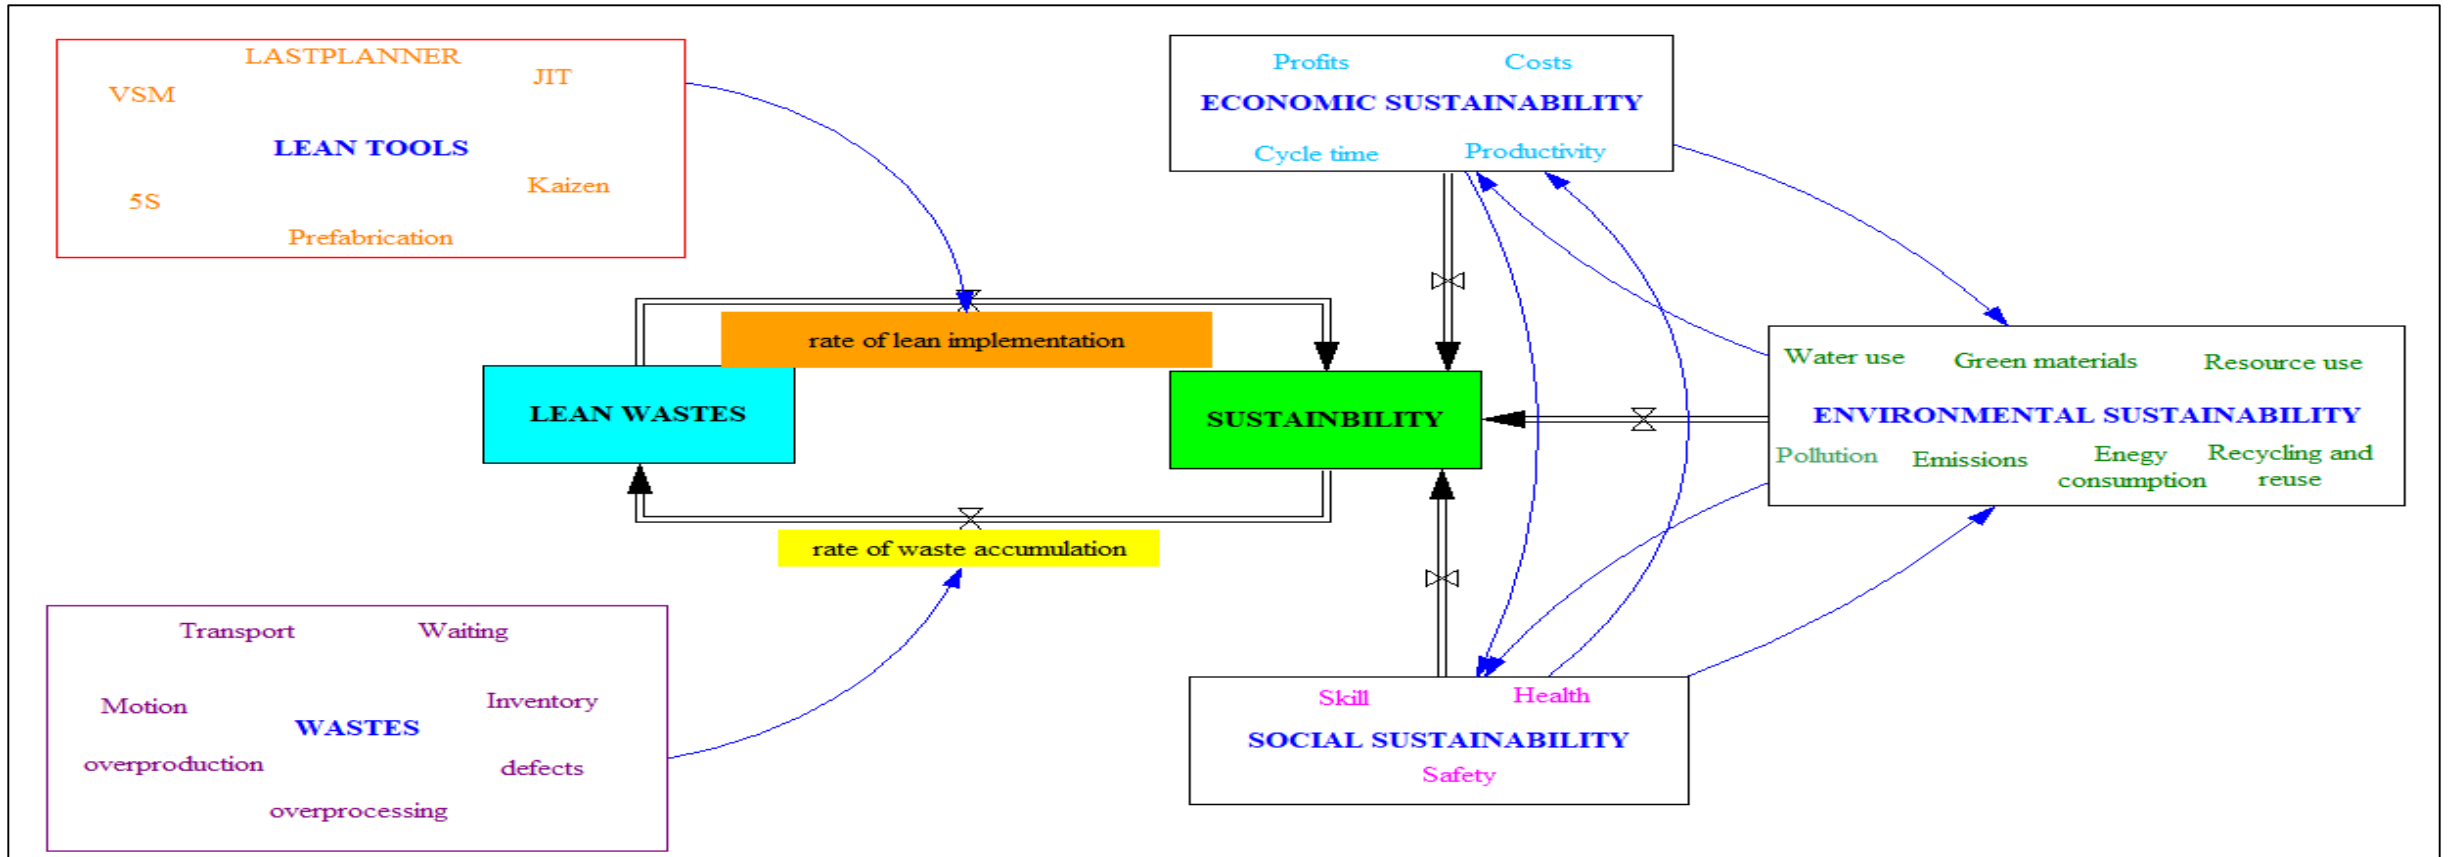 LASTPLANNER
JIT
VSM
LEAN TOOLS
Kaizen
5S
Prefabrication
Profits
Costs
ECONOMIC SUSTAINABILITY
Cycle time
Productivity
rate of lean implementation
LEAN WASTES
SUSTAINBILITY
Water use
Green materials
Resource use
ENVIRONMENTAL SUSTAINABILITY
Pollution
Emissions
Enegy
consumption
Recycling and
reuse
rate of waste accumulation
Transport
Waiting
Motion
Inventory
WASTES
overproduction
defects
overprocessing
Skill
Health
SOCIAL SUSTAINABILITY
Safety